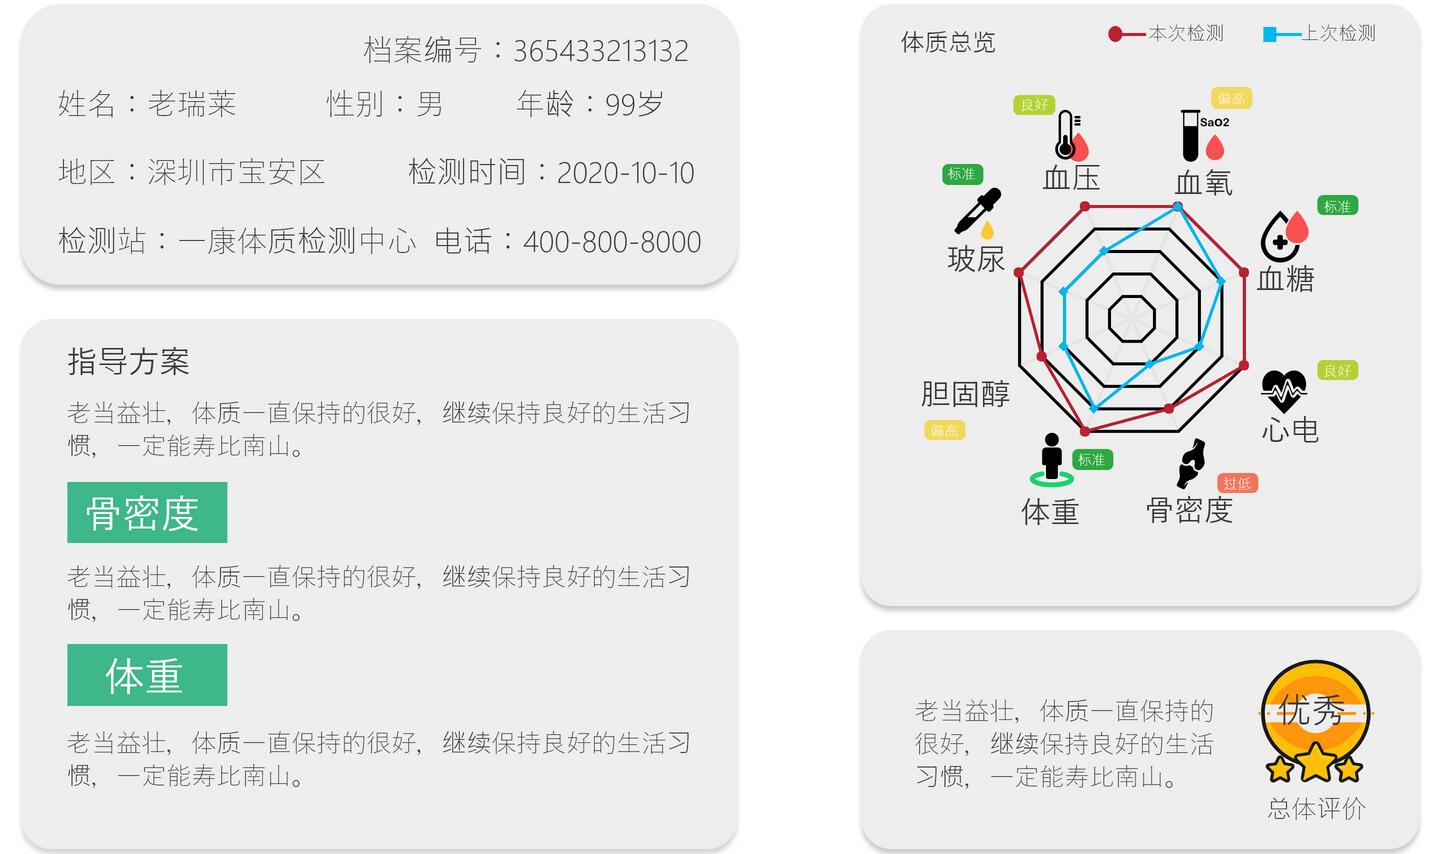 档案编号：365433213132
姓名：老瑞莱 性别：男 年龄：99岁
地区：深圳市宝安区 检测时间：2020-10-10
检测站：一康体质检测中心 电话：400-800-8000
指导方案
老当益壮，体质一直保持的很好，继续保持良好的生活习
惯，一定能寿比南山。
骨密度
老当益壮，体质一直保持的很好，继续保持良好的生活习
惯，一定能寿比南山。
体重
老当益壮，体质一直保持的很好，继续保持良好的生活习
惯，一定能寿比南山。
体质总览
本次检测 上次检测
良好
血压
偏高
SaO2
血氧
标准
玻尿
标准
血糖
胆固醇
偏高
良好
心电
标准
体重
过低
骨密度
老当益壮，体质一直保持的
很好，继续保持良好的生活
习惯，一定能寿比南山。
优秀
总体评价